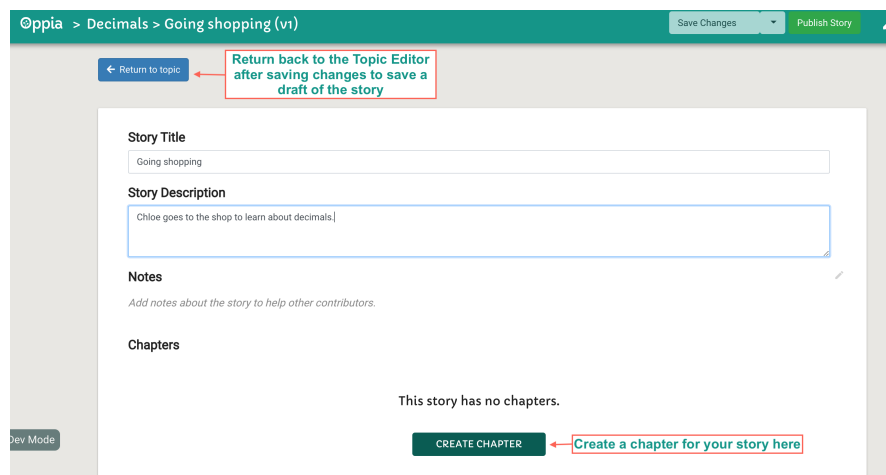 Oppia > Decimals > Going shopping (v1)
Save Changes
Publish Story
Return to topic
Return back to the Topic Editor
after saving changes to save a
draft of the story
Story Title
Going shopping
Story Description
Chloe goes to the shop to learn about decimals.
Notes
Add notes about the story to help other contributors.
Chapters
This story has no chapters.
Dev Mode
CREATE CHAPTER
Create a chapter for your story here